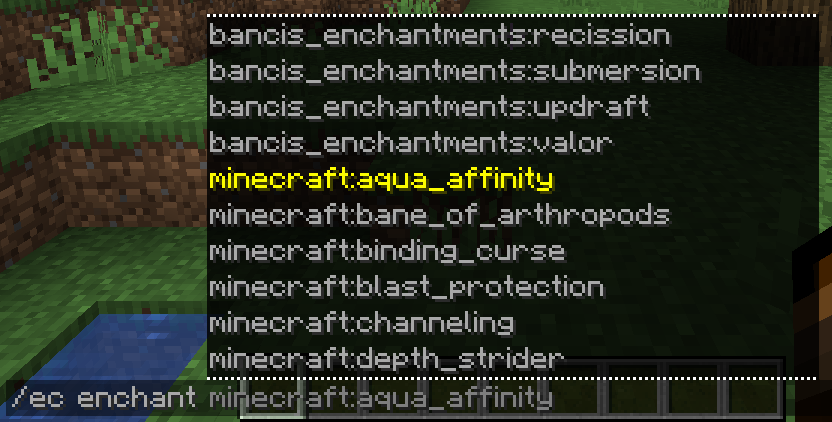 bancis_enchantments:recission
bancis_enchantments:submersion
bancis_enchantments:updraft
bancis_enchantments:valor
minecraft:aqua_affinity
minecraft:bane_of_arthropods
minecraft:binding_curse
minecraft:blast_protection
minecraft:channeling
minecraft:depth_strider
/ec enchant minecraft:aqua_affinity